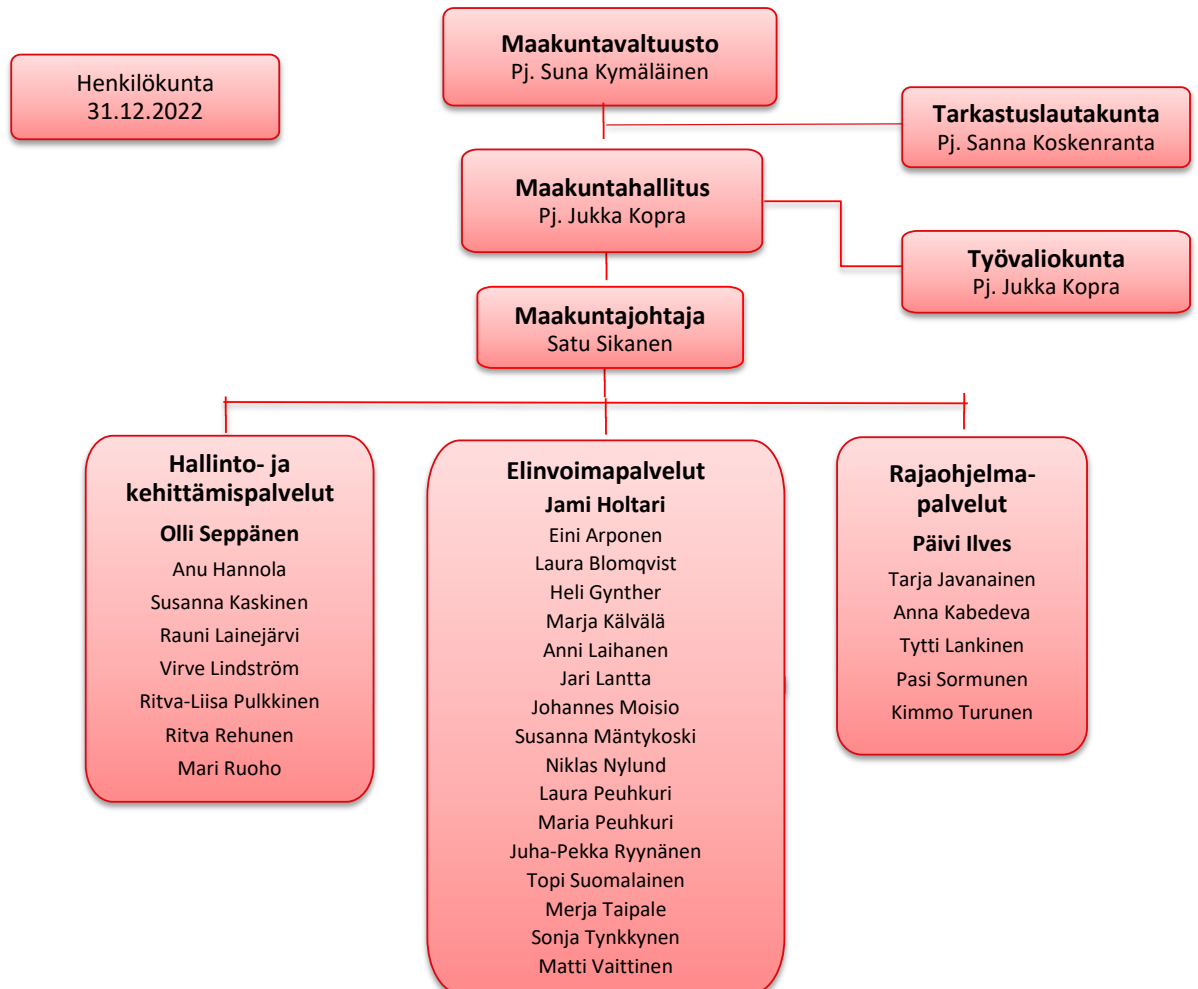 Henkilökunta
31.12.2022
Maakuntavaltuusto
Pj. Suna Kymäläinen
Tarkastuslautakunta
Pj. Sanna Koskenranta
Maakuntahallitus
Pj. Jukka Kopra
Työvaliokunta
Pj. Jukka Kopra
Maakuntajohtaja
Satu Sikanen
Hallinto- ja
kehittämispalvelut
Olli Seppänen
Anu Hannola
Susanna Kaskinen
Rauni Lainejärvi
Virve Lindström
Ritva-Liisa Pulkkinen
Ritva Rehunen
Mari Ruoho
Elinvoimapalvelut
Jami Holtari
Eini Arponen
Laura Blomqvist
Heli Gynther
Marja Kälvälä
Anni Laihanen
Jari Lantta
Johannes Moisio
Susanna Mäntykoski
Niklas Nylund
Laura Peuhkuri
Maria Peuhkuri
Juha-Pekka Ryynänen
Topi Suomalainen
Merja Taipale
Sonja Tynkkynen
Matti Vaittinen
Rajaohjelma-
palvelut
Päivi Ilves
Tarja Javanainen
Anna Kabedeva
Tytti Lankinen
Pasi Sormunen
Kimmo Turunen